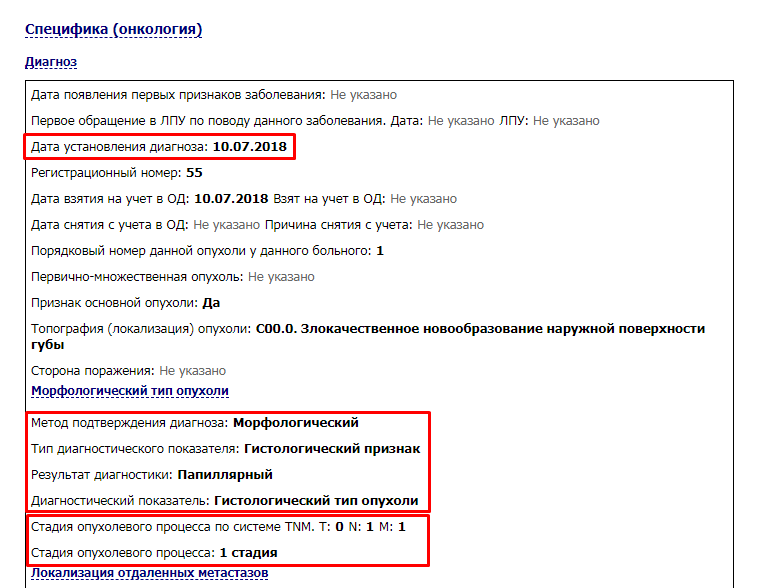 Специфика (онкология)
Диагноз
Дата появления первых признаков заболевания: Не указано
Первое обращение в ЛПУ по поводу данного заболевания. Дата: Не указано ЛПУ: Не указано
Дата установления диагноза: 10.07.2018
Регистрационный номер: 55
Дата взятия на учет в ОД: 10.07.2018 Взят на учет в ОД: Не указано
Дата снятия с учета в ОД: Не указано Причина снятия с учета: Не указано
Порядковый номер данной опухоли у данного больного: 1
Первично-множественная опухоль: Не указано
Признак основной опухоли: Да
Топография (локализация) опухоли: C00.0. Злокачественное новообразование наружной поверхности
губы
Сторона поражения: Не указано
Морфологический тип опухоли
Метод подтверждения диагноза: Морфологический
Тип диагностического показателя: Гистологический признак
Результат диагностики: Папиллярный
Диагностический показатель: Гистологический тип опухоли
Стадия опухолевого процесса по системе TNM. T: 0 N: 1 M: 1
Стадия опухолевого процесса: 1 стадия
Локализация отдаленных метастазов